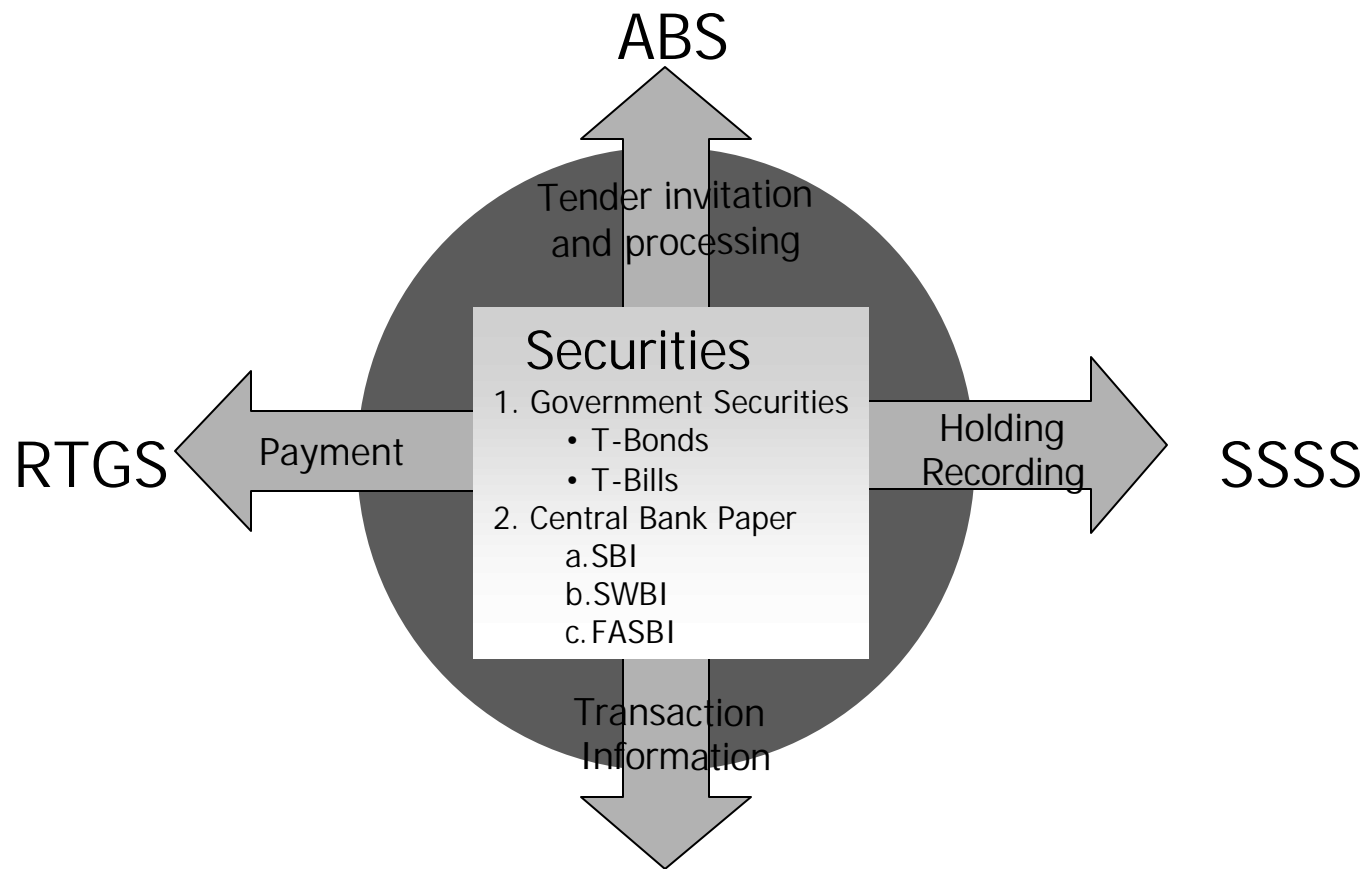 ABS
Tender invitation
and processing
Securities
1. Government Securities
• T-Bonds
• T-Bills
2. Central Bank Paper
a. SBI
b. SWBI
c. FASBI
RTGS
Payment
Holding
Recording
SSSS
Transaction
Information